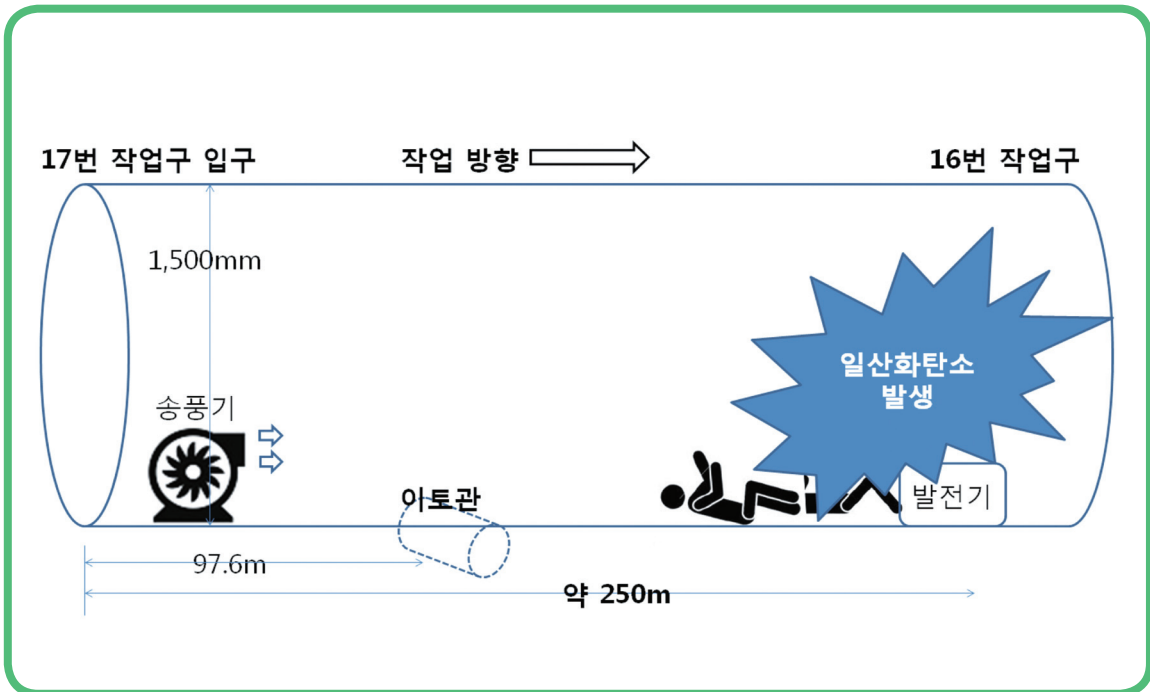 17번 작업구 입구
작업 방향
16번 작업구
1,500mm
일산화탄소
발생
송풍기
이토관
발전기
97.6m
약 250m